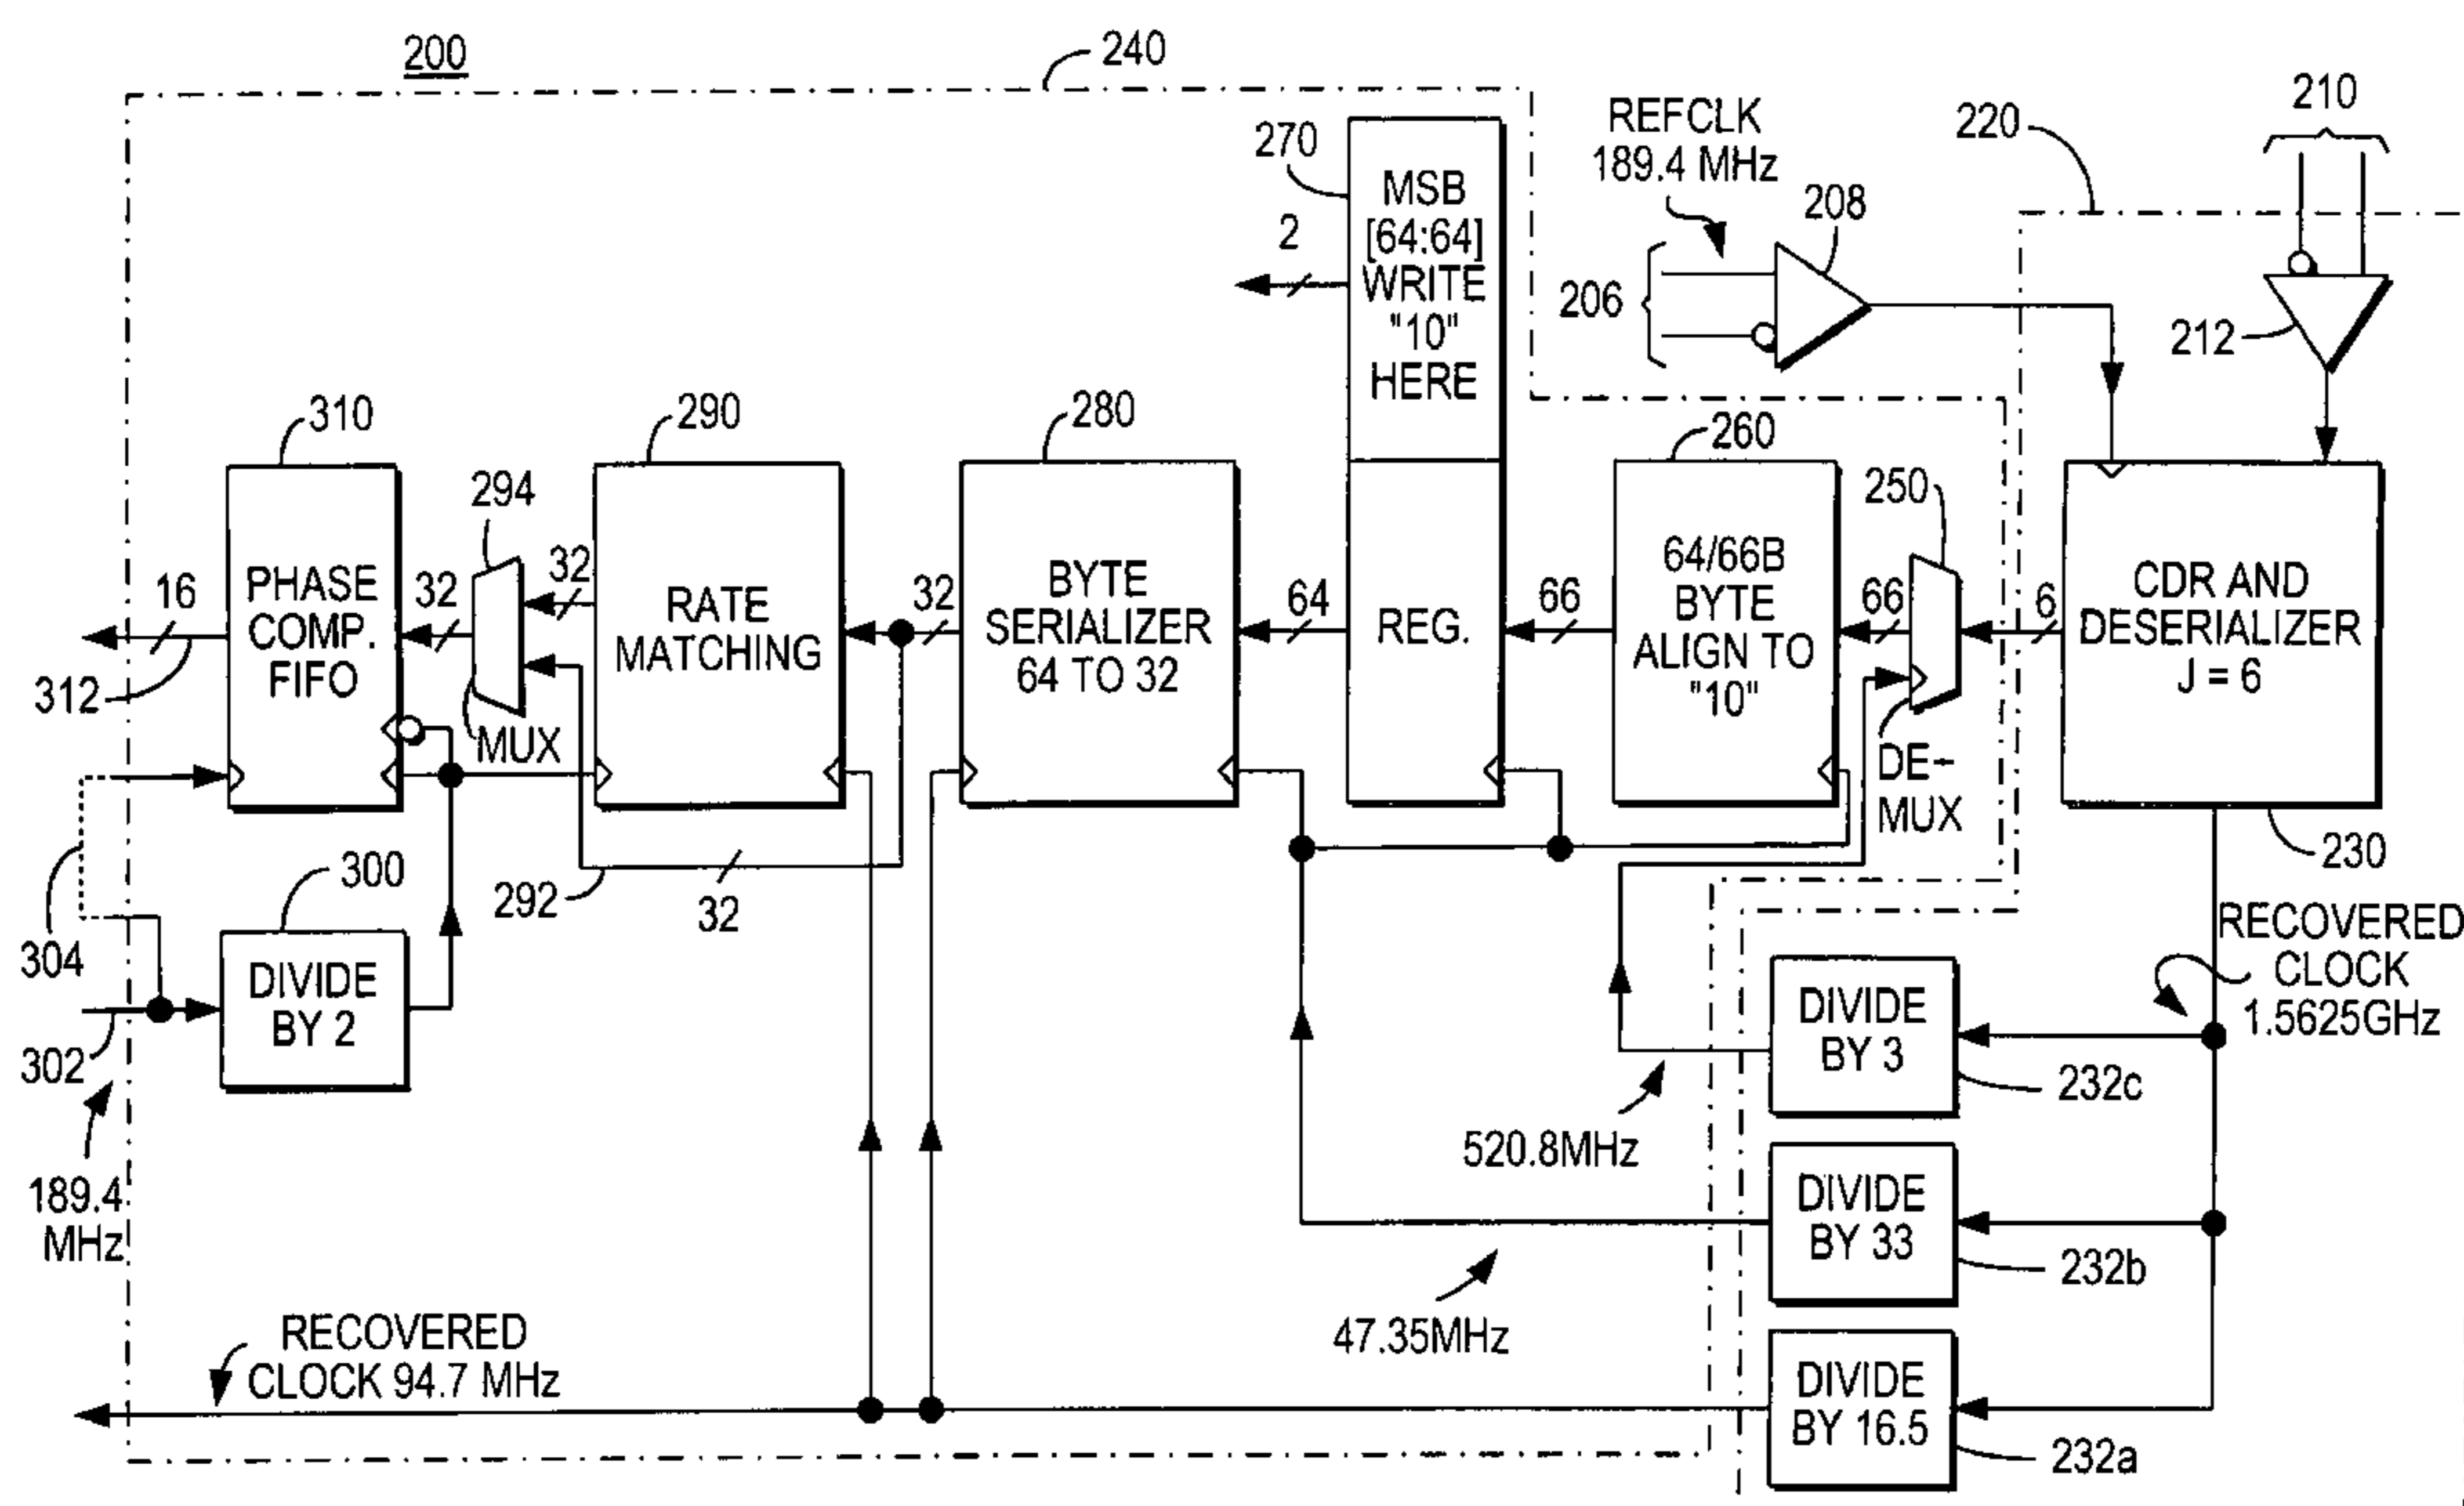 200
240
REFCLK
189.4 MHz
210
220
270
2
MSB
[64:64]
WRITE
"10"
HERE
208
206
212
310
290
280
260
250
294
16
312
PHASE
COMP.
FIFO
32
MUX
32
RATE
MATCHING
32
BYTE
SERIALIZER
64 TO 32
64
REG.
66
64/66B
BYTE
ALIGN TO
"10"
66
DE-
MUX
6
CDR AND
DESERIALIZER
J = 6
230
304
300
292
32
302
DIVIDE
BY 2
RECOVERED
CLOCK
1.5625GHz
DIVIDE
BY 3
232c
520.8MHz
189.4
MHz
DIVIDE
BY 33
232b
47.35MHz
RECOVERED
CLOCK 94.7 MHz
DIVIDE
BY 16.5
232a